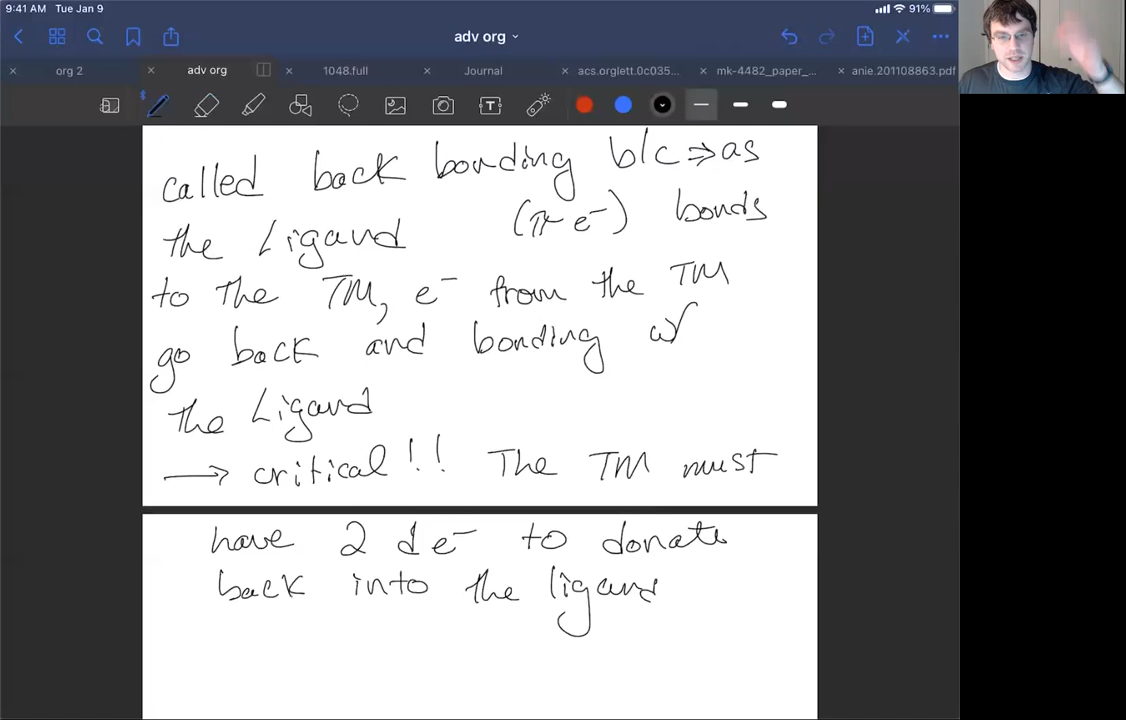 9:41 AM Tue Jan 9
91%
adv org
org 2
adv org
1048.full
Journal
acs.orglett.0c035...
mk-4482_paper_...
anie.201108863.pdf
T
called back bonding b/c ⇒ as
the Ligand (π e⁻) bonds
to the TM, e⁻ from the TM
go back and bonding w/
the Ligand
→ critical!! The TM must
have 2 d e⁻ to donate
back into the ligand